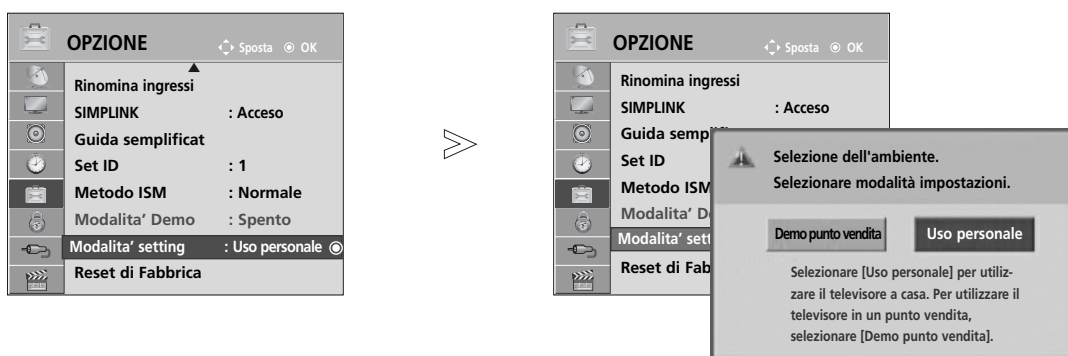 OPZIONE
Sposta OK
Rinomina ingressi
SIMPLINK : Acceso
Guida semplificat
Set ID : 1
Metodo ISM : Normale
Modalita’ Demo : Spento
Modalita’ setting : Uso personale
Reset di Fabbrica
OPZIONE
Sposta OK
Rinomina ingressi
SIMPLINK : Acceso
Guida sempl
Set ID
Metodo ISM
Modalita’ D
Modalita’ sett
Reset di Fab
Selezione dell'ambiente.
Selezionare modalità impostazioni.
Demo punto vendita
Uso personale
Selezionare [Uso personale] per utiliz-
zare il televisore a casa. Per utilizzare il
televisore in un punto vendita,
selezionare [Demo punto vendita].